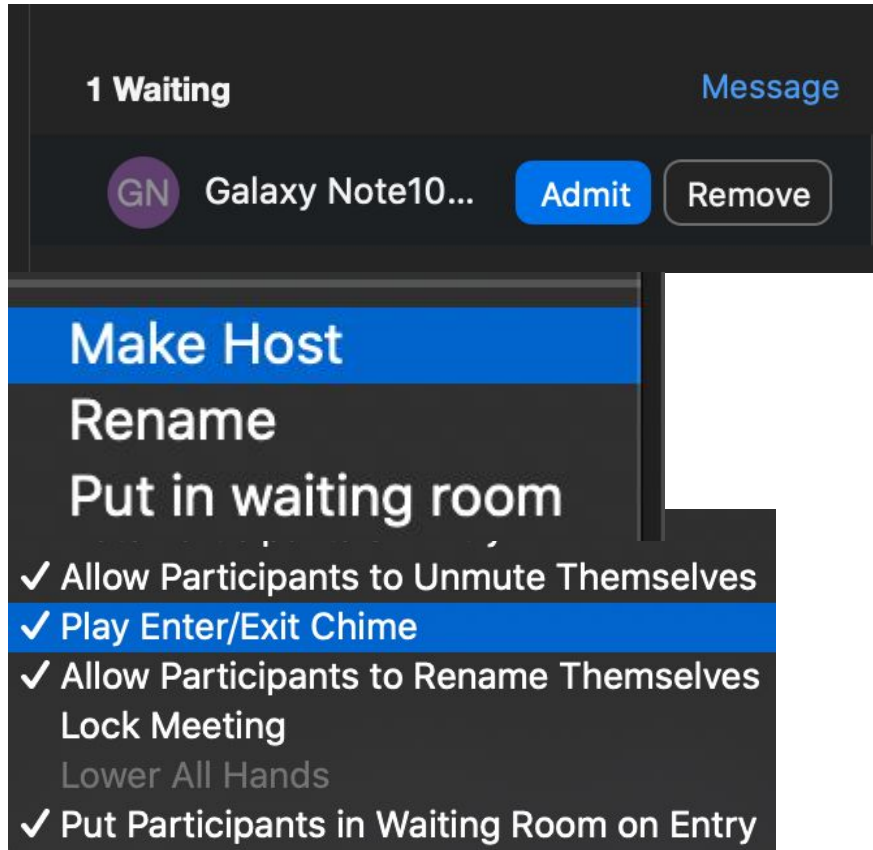 1 Waiting Message
GN Galaxy Note10... Admit Remove
Make Host
Rename
Put in waiting room
✓ Allow Participants to Unmute Themselves
✓ Play Enter/Exit Chime
✓ Allow Participants to Rename Themselves
Lock Meeting
Lower All Hands
✓ Put Participants in Waiting Room on Entry